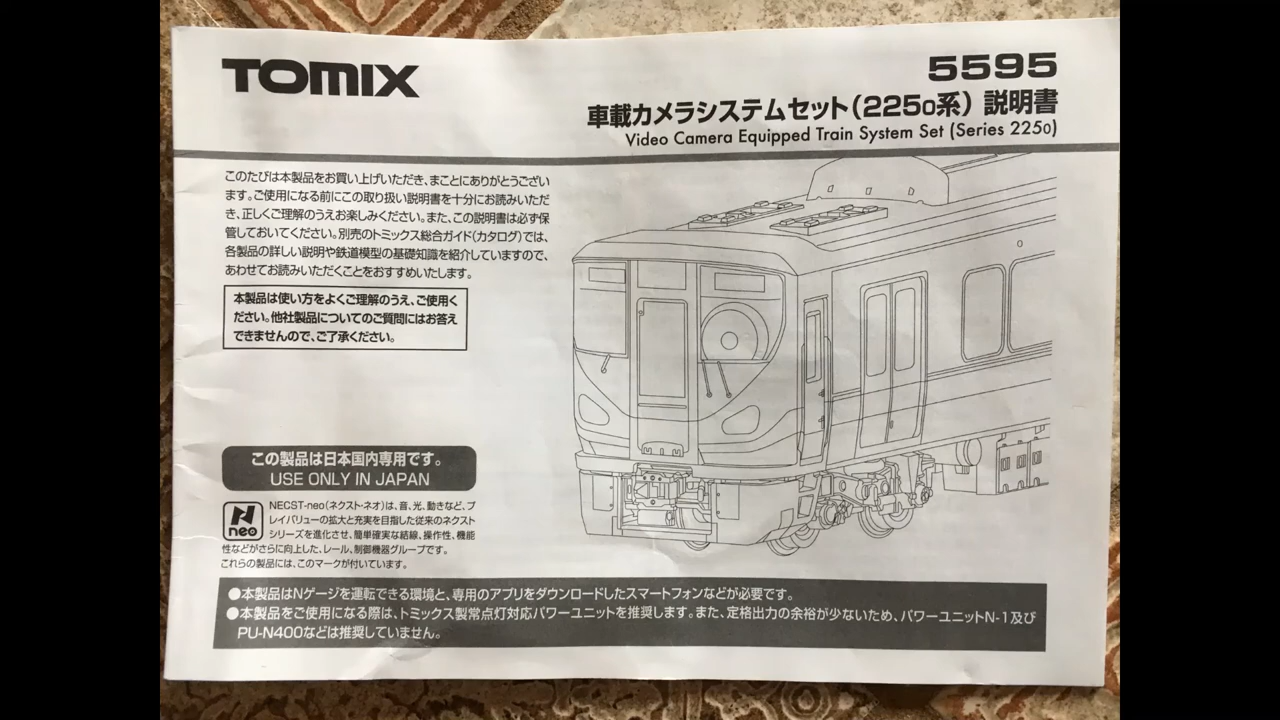 TOMIX
5595
車載カメラシステムセット(2250系) 説明書
Video Camera Equipped Train System Set (Series 2250)
このたびは本製品をお買い上げいただき、まことにありがとうござい
ます。ご使用になる前にこの取り扱い説明書を十分にお読みいただ
き、正しくご理解のうえお楽しみください。また、この説明書は必ず保
管しておいてください。別売のトミックス総合ガイド(カタログ)では、
各製品の詳しい説明や鉄道模型の基礎知識を紹介していますので、
あわせてお読みいただくことをおすすめいたします。
本製品は使い方をよくご理解のうえ、ご使用く
ださい。他社製品についてのご質問にはお答え
できませんので、ご了承ください。
この製品は日本国内専用です。
USE ONLY IN JAPAN
N neo
NECST-neo(ネクスト・ネオ)は、音、光、動きなど、プ
レイバリューの拡大と充実を目指した従来のネクスト
シリーズを進化させ、簡単確実な結線、操作性、機能
性などがさらに向上した、レール、制御機器グループです。
これらの製品には、このマークが付いています。
●本製品はNゲージを運転できる環境と、専用のアプリをダウンロードしたスマートフォンなどが必要です。
●本製品をご使用になる際は、トミックス製常点灯対応パワーユニットを推奨します。また、定格出力の余裕が少ないため、パワーユニットN-1及び
PU-N400などは推奨していません。